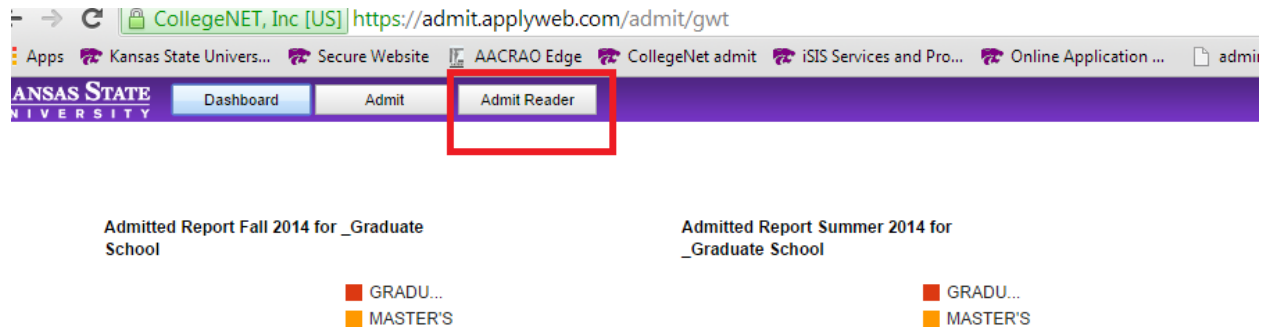 CollegeNET, Inc [US] https://admit.applyweb.com/admit/gwt
Apps Kansas State Univers... Secure Website AACRAO Edge CollegeNet admit iSIS Services and Pro... Online Application ... admi
ANSAS STATE
NIVERSITY
Dashboard Admit Admit Reader
Admitted Report Fall 2014 for _Graduate
School
GRADU...
MASTER'S
Admitted Report Summer 2014 for
_Graduate School
GRADU...
MASTER'S